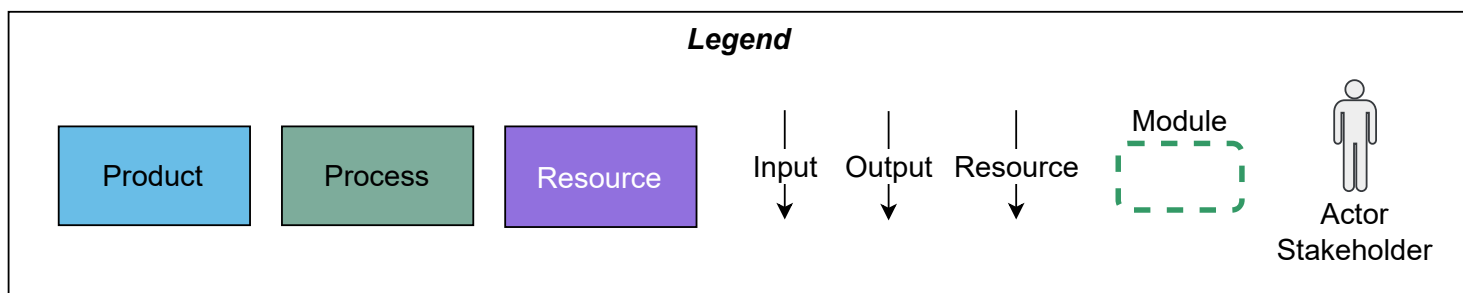 Legend
Product
Process
Resource
Input
Output
Resource
Module
Actor
Stakeholder